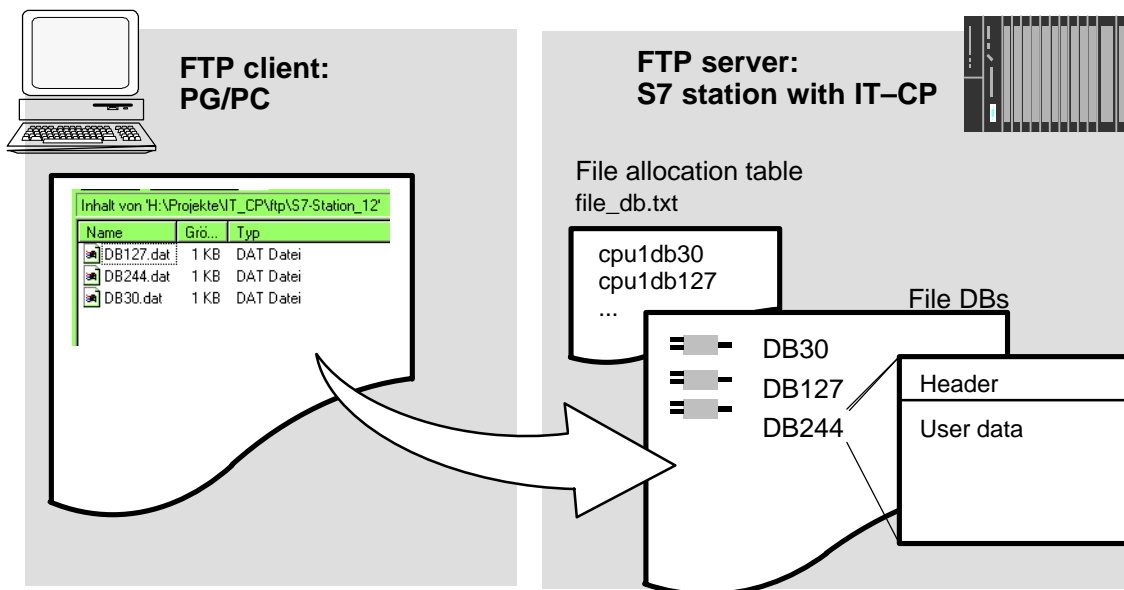 FTP client:
PG/PC
Inhalt von 'H:\Projekte\IT_CP\ftp\S7-Station_12'
Name Grö... Typ
DB127.dat 1 KB DAT Datei
DB244.dat 1 KB DAT Datei
DB30.dat 1 KB DAT Datei
FTP server:
S7 station with IT–CP
File allocation table
file_db.txt
cpu1db30
cpu1db127
...
File DBs
DB30
DB127
DB244
Header
User data